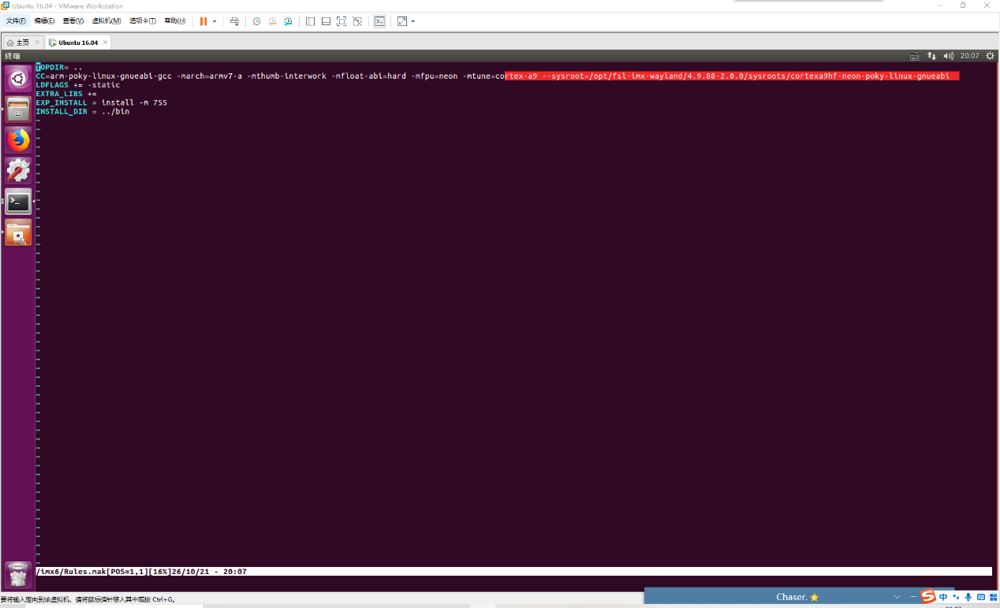 Ubuntu 16.04 - VMware Workstation
文件(F) 编辑(E) 查看(V) 虚拟机(M) 选项卡(T) 帮助(H)
主页 Ubuntu 16.04
终端 20:07
TOPDIR= ..
CC=arm-poky-linux-gnueabi-gcc -march=armv7-a -mthumb-interwork -mfloat-abi=hard -mfpu=neon -mtune=cortex-a9 --sysroot=/opt/fsl-imx-wayland/4.9.88-2.0.0/sysroots/cortexa9hf-neon-poky-linux-gnueabi
LDFLAGS += -static
EXTRA_LIBS +=
EXP_INSTALL = install -m 755
INSTALL_DIR = ../bin
/imx6/Rules.mak[POS=1,1][16%]26/10/21 - 20:07
要将输入定向到该虚拟机，请将鼠标指针移入其中或按 Ctrl+G。
Chaser.
中